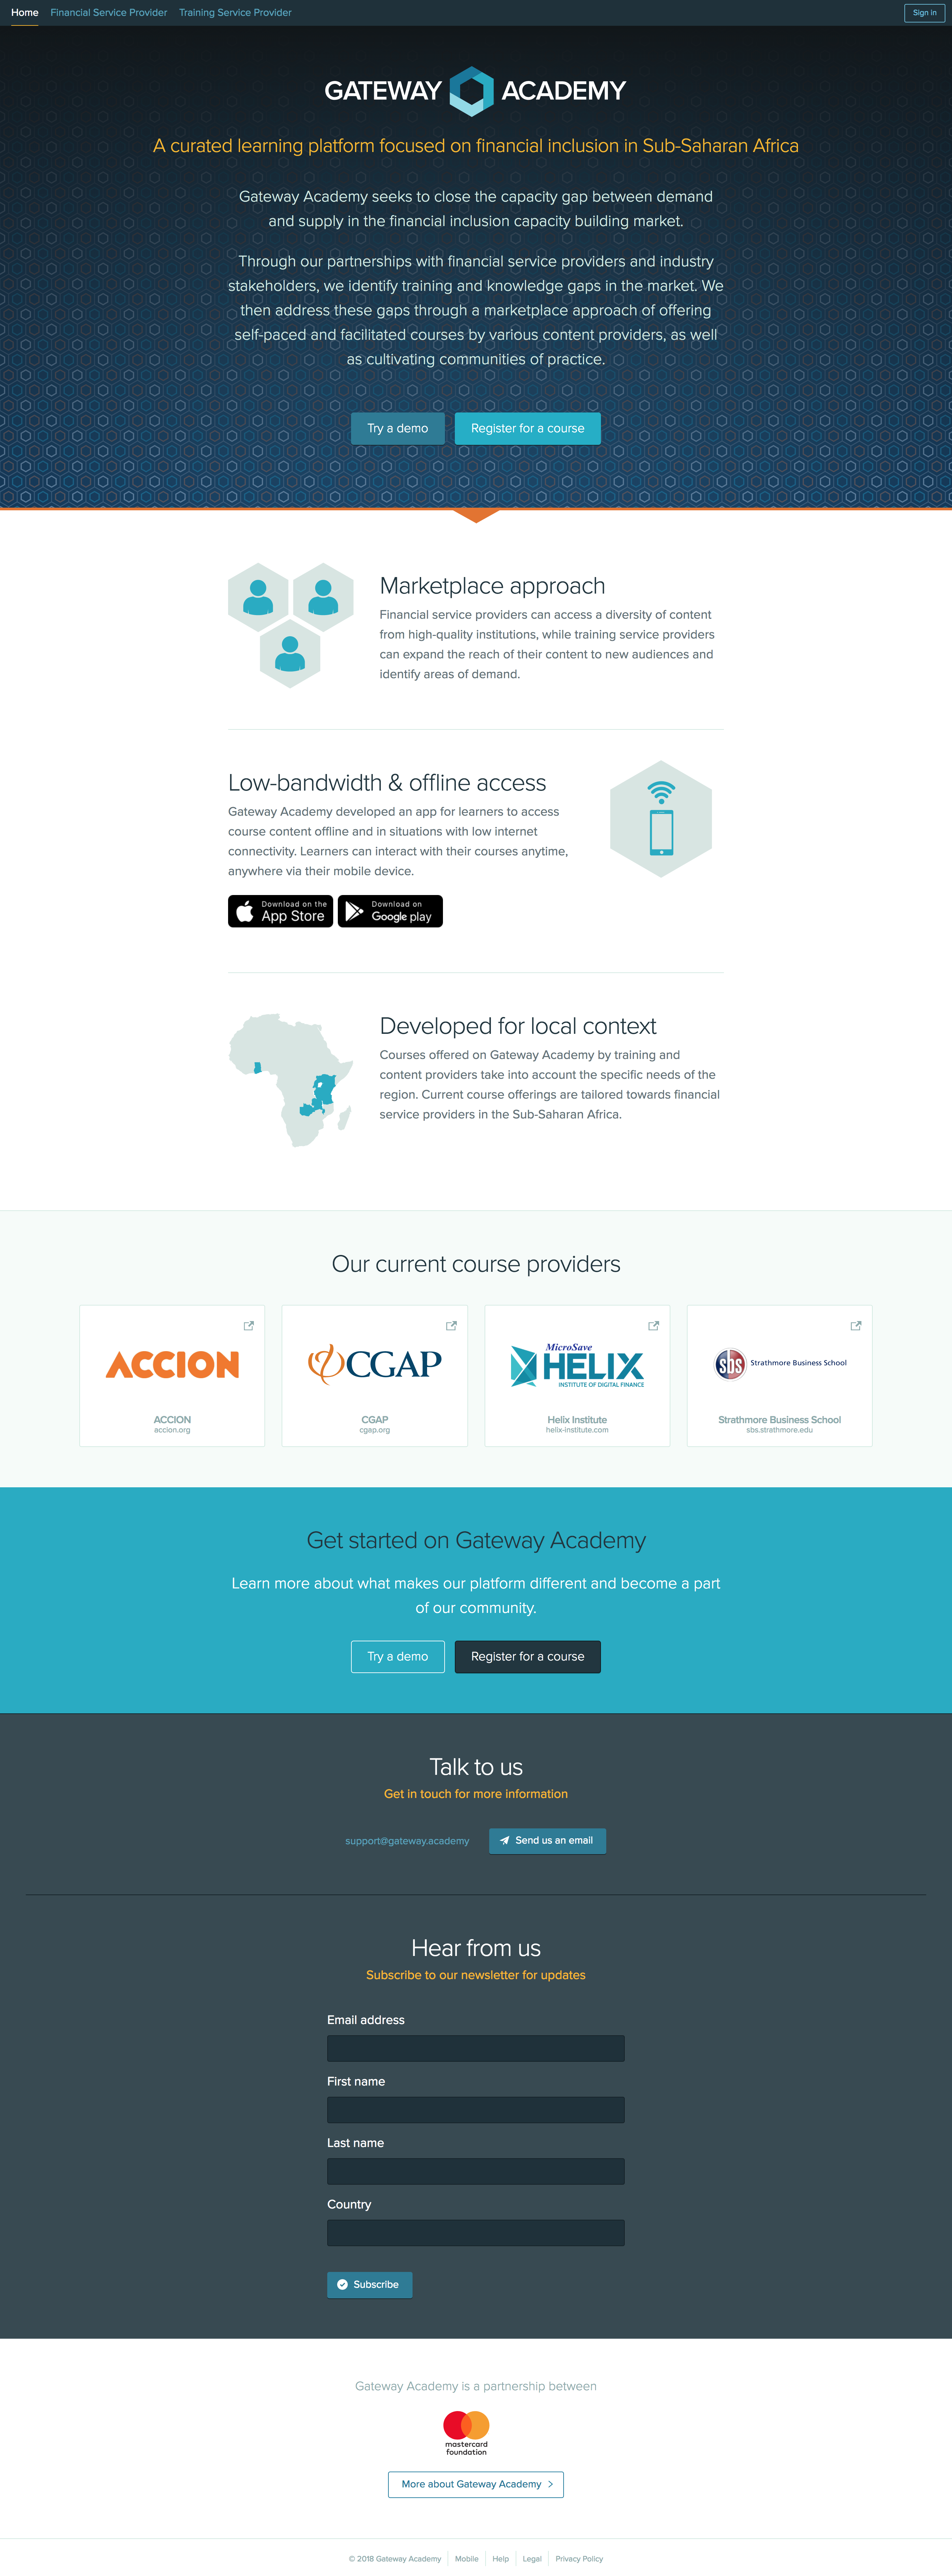 Home Financial Service Provider Training Service Provider Sign in
GATEWAY ACADEMY
A curated learning platform focused on financial inclusion in Sub-Saharan Africa
Gateway Academy seeks to close the capacity gap between demand
and supply in the financial inclusion capacity building market.
Through our partnerships with financial service providers and industry
stakeholders, we identify training and knowledge gaps in the market. We
then address these gaps through a marketplace approach of offering
self-paced and facilitated courses by various content providers, as well
as cultivating communities of practice.
Try a demo Register for a course
Marketplace approach
Financial service providers can access a diversity of content
from high-quality institutions, while training service providers
can expand the reach of their content to new audiences and
identify areas of demand.
Low-bandwidth & offline access
Gateway Academy developed an app for learners to access
course content offline and in situations with low internet
connectivity. Learners can interact with their courses anytime,
anywhere via their mobile device.
Download on the App Store Download on Google play
Developed for local context
Courses offered on Gateway Academy by training and
content providers take into account the specific needs of the
region. Current course offerings are tailored towards financial
service providers in the Sub-Saharan Africa.
Our current course providers
ACCION
ACCION
accion.org
CGAP
CGAP
cgap.org
MicroSave
HELIX
INSTITUTE OF DIGITAL FINANCE
Helix Institute
helix-institute.com
sbs Strathmore Business School
Strathmore Business School
sbs.strathmore.edu
Get started on Gateway Academy
Learn more about what makes our platform different and become a part
of our community.
Try a demo Register for a course
Talk to us
Get in touch for more information
support@gateway.academy Send us an email
Hear from us
Subscribe to our newsletter for updates
Email address
First name
Last name
Country
Subscribe
Gateway Academy is a partnership between
mastercard
foundation
More about Gateway Academy
© 2018 Gateway Academy Mobile Help Legal Privacy Policy